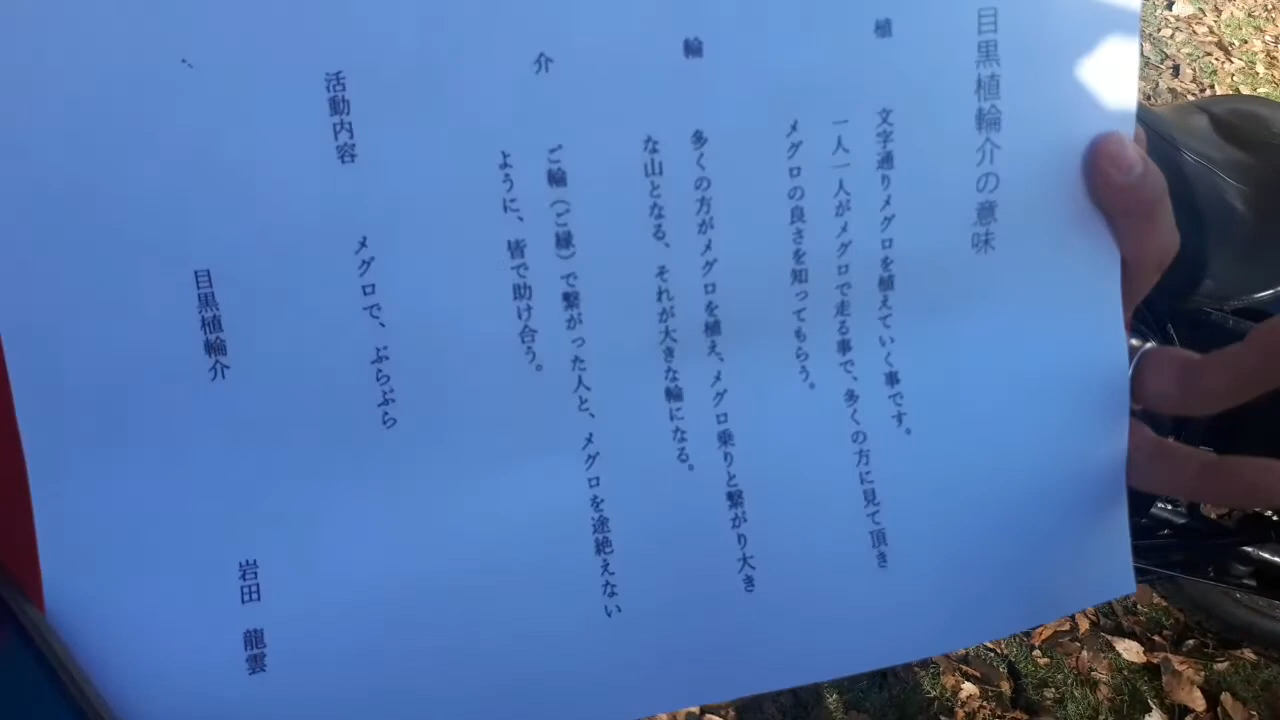 目黒植輪介の意味
植　文字通りメグロを植えていく事です。
一人一人がメグロで走る事で、多くの方に見て頂き
メグロの良さを知ってもらう。
輪　多くの方がメグロを植え、メグロ乗りと繋がり大き
な山となる、それが大きな輪になる。
介　ご輪（ご縁）で繋がった人と、メグロを途絶えない
ように、皆で助け合う。
活動内容　メグロで、ぶらぶら
目黒植輪介　岩田　龍雲